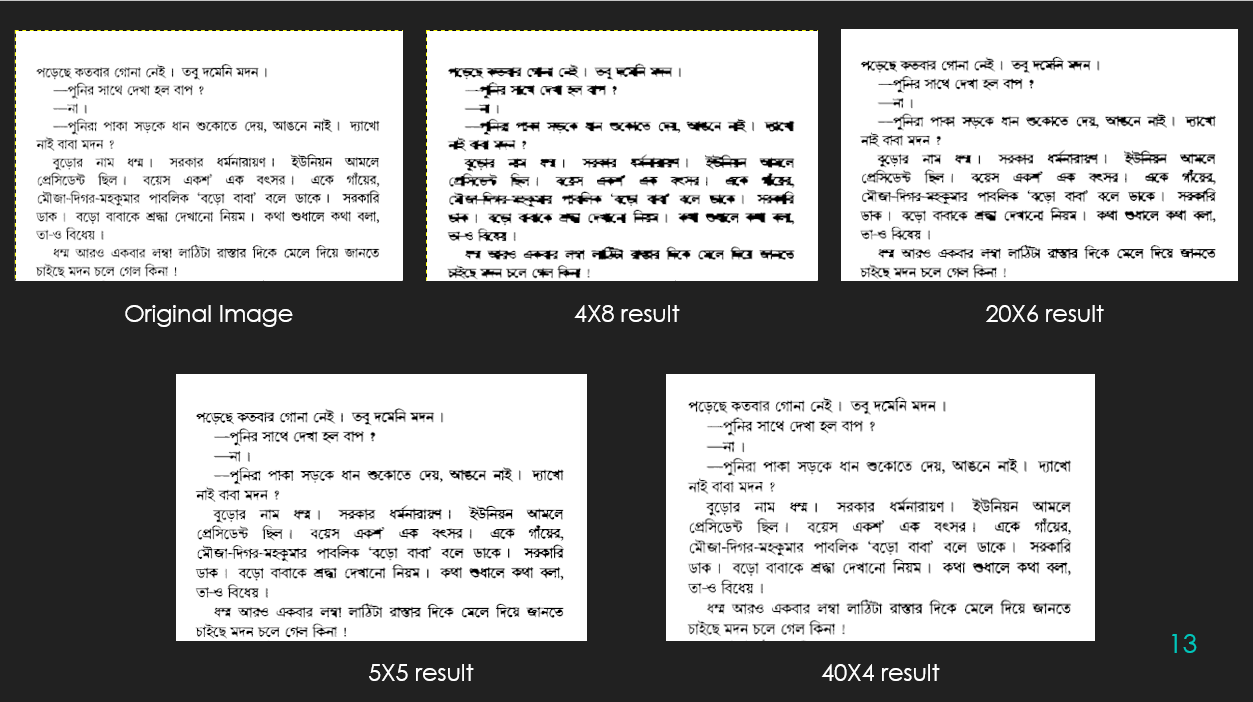 পড়েছে কতবার গোনা নেই। তবু দমেনি মদন।
—পুনির সাথে দেখা হল বাপ ?
—না।
—পুনিরা পাকা সড়কে ধান শুকোতে দেয়, আঙনে নাই। দ্যাখো
নাই বাবা মদন ?
বুড়োর নাম ধম্ম। সরকার ধর্মনারায়ণ। ইউনিয়ন আমলে
প্রেসিডেন্ট ছিল। বয়েস একশ' এক বৎসর। একে গাঁয়ের,
মৌজা-দিগর-মহকুমার পাবলিক 'বড়ো বাবা' বলে ডাকে। সরকারি
ডাক। বড়ো বাবাকে শ্রদ্ধা দেখানো নিয়ম। কথা শুধালে কথা বলা,
তা-ও বিধেয়।
ধম্ম আরও একবার লম্বা লাঠিটা রাস্তার দিকে মেলে দিয়ে জানতে
চাইছে মদন চলে গেল কিনা !
Original Image
পড়েছে কতবার গোনা নেই। তবু দমেনি মদন।
—পুনির সাথে দেখা হল বাপ ?
—না।
—পুনিরা পাকা সড়কে ধান শুকোতে দেয়, আঙনে নাই। দ্যাখো
নাই বাবা মদন ?
বুড়োর নাম ধম্ম। সরকার ধর্মনারায়ণ। ইউনিয়ন আমলে
প্রেসিডেন্ট ছিল। বয়েস একশ' এক বৎসর। একে গাঁয়ের,
মৌজা-দিগর-মহকুমার পাবলিক 'বড়ো বাবা' বলে ডাকে। সরকারি
ডাক। বড়ো বাবাকে শ্রদ্ধা দেখানো নিয়ম। কথা শুধালে কথা বলা,
তা-ও বিধেয়।
ধম্ম আরও একবার লম্বা লাঠিটা রাস্তার দিকে মেলে দিয়ে জানতে
চাইছে মদন চলে গেল কিনা !
4X8 result
পড়েছে কতবার গোনা নেই। তবু দমেনি মদন।
—পুনির সাথে দেখা হল বাপ ?
—না।
—পুনিরা পাকা সড়কে ধান শুকোতে দেয়, আঙনে নাই। দ্যাখো
নাই বাবা মদন ?
বুড়োর নাম ধম্ম। সরকার ধর্মনারায়ণ। ইউনিয়ন আমলে
প্রেসিডেন্ট ছিল। বয়েস একশ' এক বৎসর। একে গাঁয়ের,
মৌজা-দিগর-মহকুমার পাবলিক 'বড়ো বাবা' বলে ডাকে। সরকারি
ডাক। বড়ো বাবাকে শ্রদ্ধা দেখানো নিয়ম। কথা শুধালে কথা বলা,
তা-ও বিধেয়।
ধম্ম আরও একবার লম্বা লাঠিটা রাস্তার দিকে মেলে দিয়ে জানতে
চাইছে মদন চলে গেল কিনা !
20X6 result
পড়েছে কতবার গোনা নেই। তবু দমেনি মদন।
—পুনির সাথে দেখা হল বাপ ?
—না।
—পুনিরা পাকা সড়কে ধান শুকোতে দেয়, আঙনে নাই। দ্যাখো
নাই বাবা মদন ?
বুড়োর নাম ধম্ম। সরকার ধর্মনারায়ণ। ইউনিয়ন আমলে
প্রেসিডেন্ট ছিল। বয়েস একশ' এক বৎসর। একে গাঁয়ের,
মৌজা-দিগর-মহকুমার পাবলিক 'বড়ো বাবা' বলে ডাকে। সরকারি
ডাক। বড়ো বাবাকে শ্রদ্ধা দেখানো নিয়ম। কথা শুধালে কথা বলা,
তা-ও বিধেয়।
ধম্ম আরও একবার লম্বা লাঠিটা রাস্তার দিকে মেলে দিয়ে জানতে
চাইছে মদন চলে গেল কিনা !
5X5 result
পড়েছে কতবার গোনা নেই। তবু দমেনি মদন।
—পুনির সাথে দেখা হল বাপ ?
—না।
—পুনিরা পাকা সড়কে ধান শুকোতে দেয়, আঙনে নাই। দ্যাখো
নাই বাবা মদন ?
বুড়োর নাম ধম্ম। সরকার ধর্মনারায়ণ। ইউনিয়ন আমলে
প্রেসিডেন্ট ছিল। বয়েস একশ' এক বৎসর। একে গাঁয়ের,
মৌজা-দিগর-মহকুমার পাবলিক 'বড়ো বাবা' বলে ডাকে। সরকারি
ডাক। বড়ো বাবাকে শ্রদ্ধা দেখানো নিয়ম। কথা শুধালে কথা বলা,
তা-ও বিধেয়।
ধম্ম আরও একবার লম্বা লাঠিটা রাস্তার দিকে মেলে দিয়ে জানতে
চাইছে মদন চলে গেল কিনা !
40X4 result
13